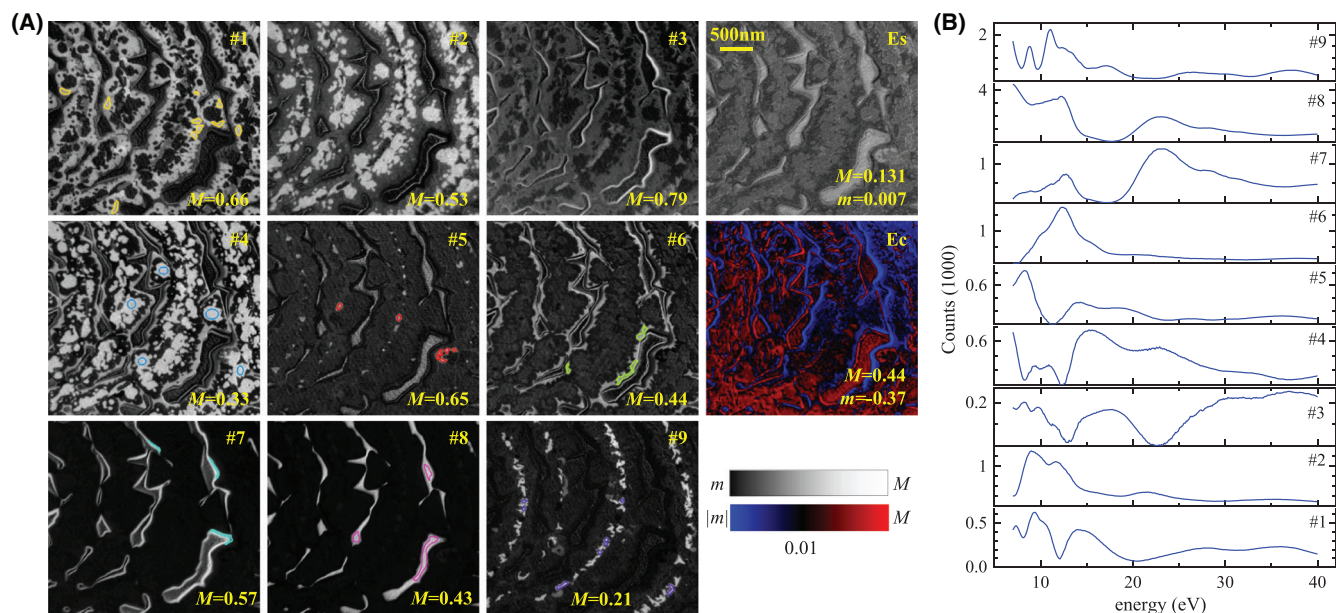 (A)
#1
M=0.66
#2
M=0.53
#3
M=0.79
Es
500nm
M=0.131
m=0.007
#4
M=0.33
#5
M=0.65
#6
M=0.44
Ec
M=0.44
m=-0.37
#7
M=0.57
#8
M=0.43
#9
M=0.21
m M
|m| M
0.01
(B)
Counts (1000)
2
#9
4
#8
1
#7
1
#6
0.6
#5
0.6
#4
0.2
#3
1
#2
0.5
0.0
#1
10 20 30 40
energy (eV)